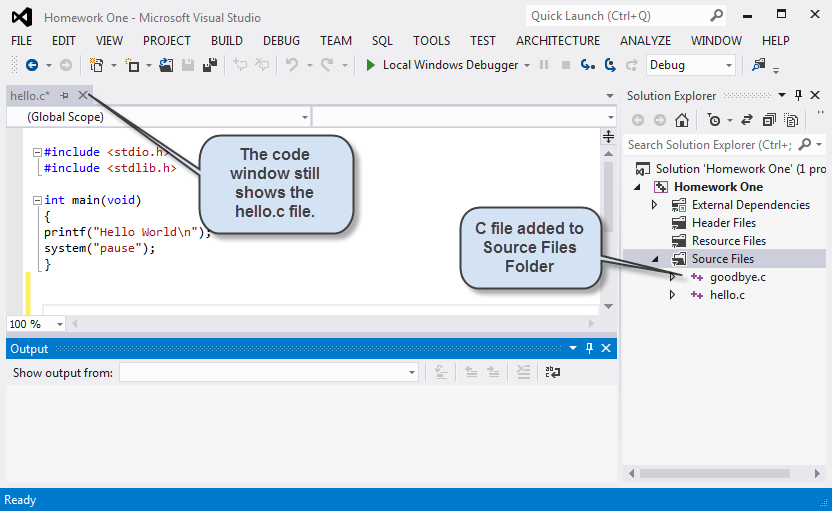 Homework One - Microsoft Visual Studio
Quick Launch (Ctrl+Q)
FILE EDIT VIEW PROJECT BUILD DEBUG TEAM SQL TOOLS TEST ARCHITECTURE ANALYZE WINDOW HELP
Local Windows Debugger
Debug
hello.c*
(Global Scope)
#include <stdio.h>
#include <stdlib.h>
int main(void)
{
printf("Hello World\n");
system("pause");
}
100 %
The code
window still
shows the
hello.c file.
Output
Show output from:
Solution Explorer
Search Solution Explorer (Ctrl+;
Solution 'Homework One' (1 pro
Homework One
External Dependencies
Header Files
Resource Files
Source Files
goodbye.c
hello.c
C file added to
Source Files
Folder
Ready